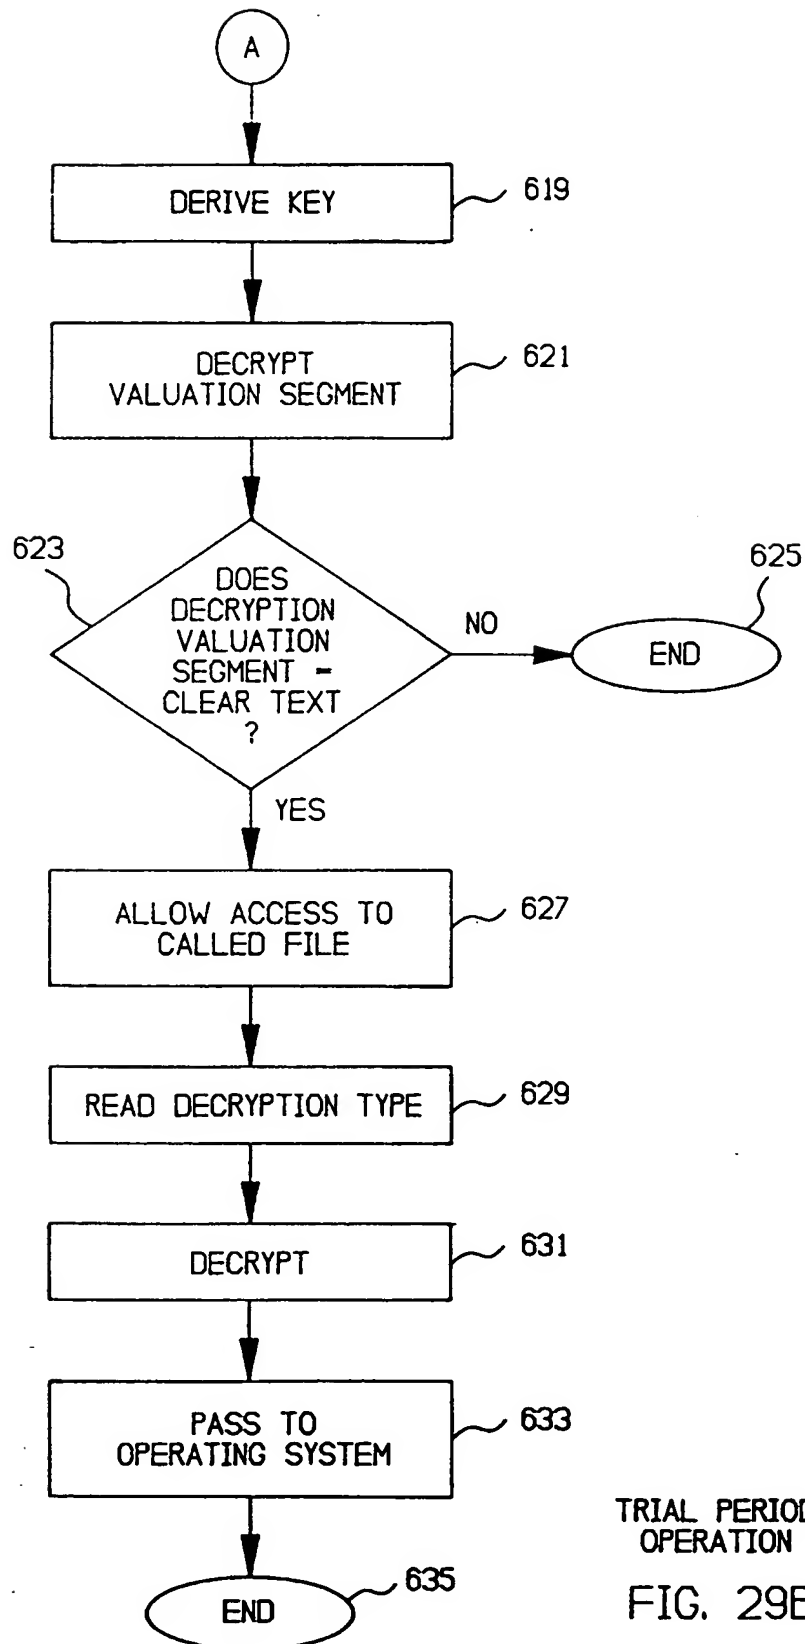 A
DERIVE KEY
619
DECRYPT
VALUATION SEGMENT
621
623
DOES
DECRYPTION
VALUATION
SEGMENT =
CLEAR TEXT
?
NO
625
END
YES
ALLOW ACCESS TO
CALLED FILE
627
READ DECRYPTION TYPE
629
DECRYPT
631
PASS TO
OPERATING SYSTEM
633
END
635
TRIAL PERIOD
OPERATION
FIG. 29B